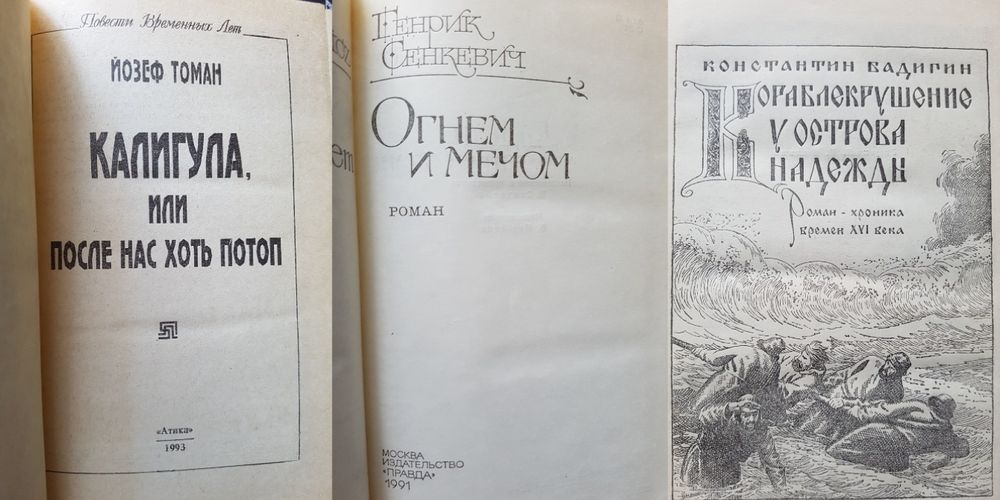 Повести Временных Лет
ЙОЗЕФ ТОМАН
КАЛИГУЛА,
ИЛИ
ПОСЛЕ НАС ХОТЬ ПОТОП
«Атика»
1993
ГЕНРИК
СЕНКЕВИЧ
ОГНЕМ
И МЕЧОМ
РОМАН
МОСКВА
ИЗДАТЕЛЬСТВО
«ПРАВДА»
1991
КОНСТАНТИН БАДИГИН
КОРАБЛЕКРУШЕНИЕ
У ОСТРОВА
НАДЕЖДЫ
Роман - хроника
времен XVI века